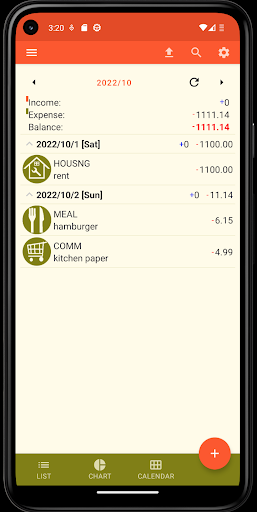 3:20
2022/10
Income: +0
Expense: -1111.14
Balance: -1111.14
2022/10/1 [Sat] +0 -1100.00
HOUSNG
rent -1100.00
2022/10/2 [Sun] +0 -11.14
MEAL
hamburger -6.15
COMM
kitchen paper -4.99
LIST CHART CALENDAR